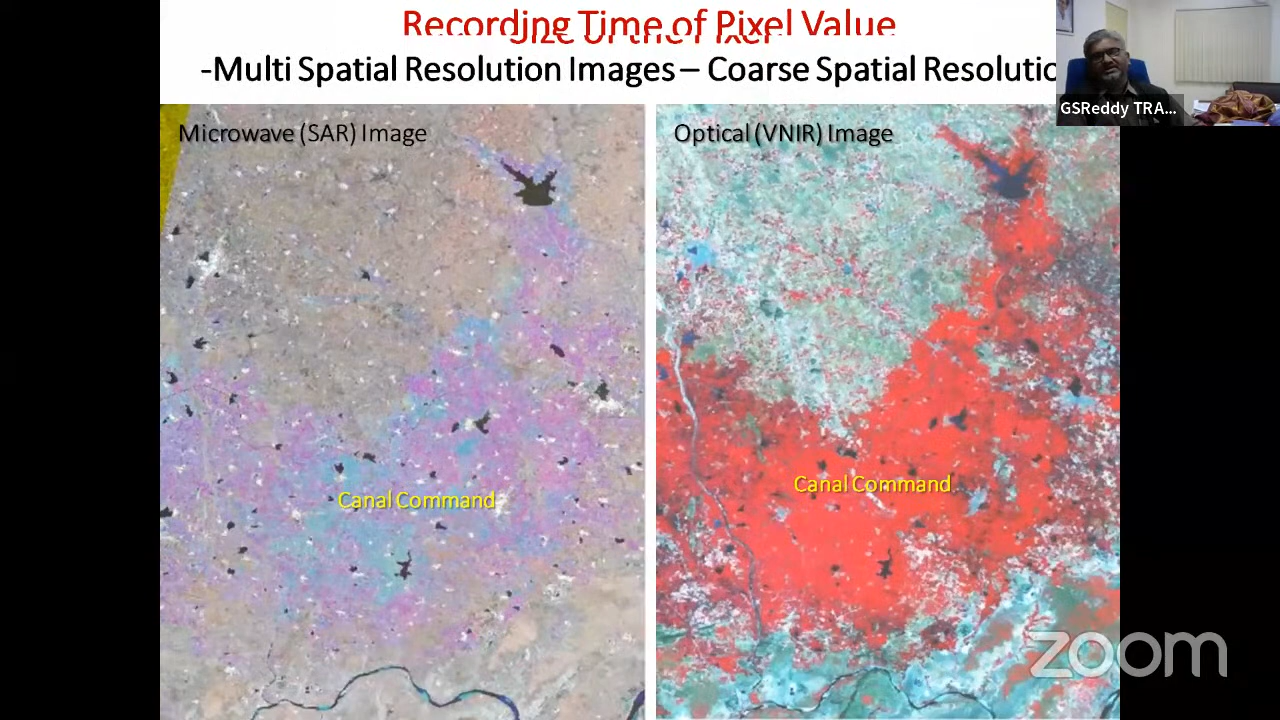 Recording Time of Pixel Value
-Multi Spatial Resolution Images – Coarse Spatial Resolutio
GSReddy TRA...
Microwave (SAR) Image
Optical (VNIR) Image
Canal Command
Canal Command
zoom